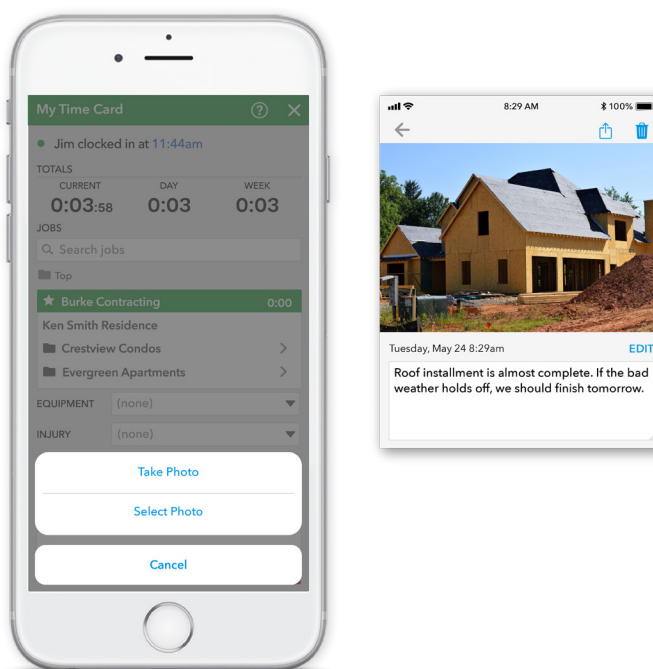 My Time Card ?
Jim clocked in at 11:44am
TOTALS
CURRENT DAY WEEK
0:03:58 0:03 0:03
JOBS
Search jobs
Top
Burke Contracting 0:00
Ken Smith Residence
Crestview Condos
Evergreen Apartments
EQUIPMENT (none)
INJURY (none)
Take Photo
Select Photo
Cancel
8:29 AM 100%
Tuesday, May 24 8:29am EDIT
Roof installment is almost complete. If the bad
weather holds off, we should finish tomorrow.